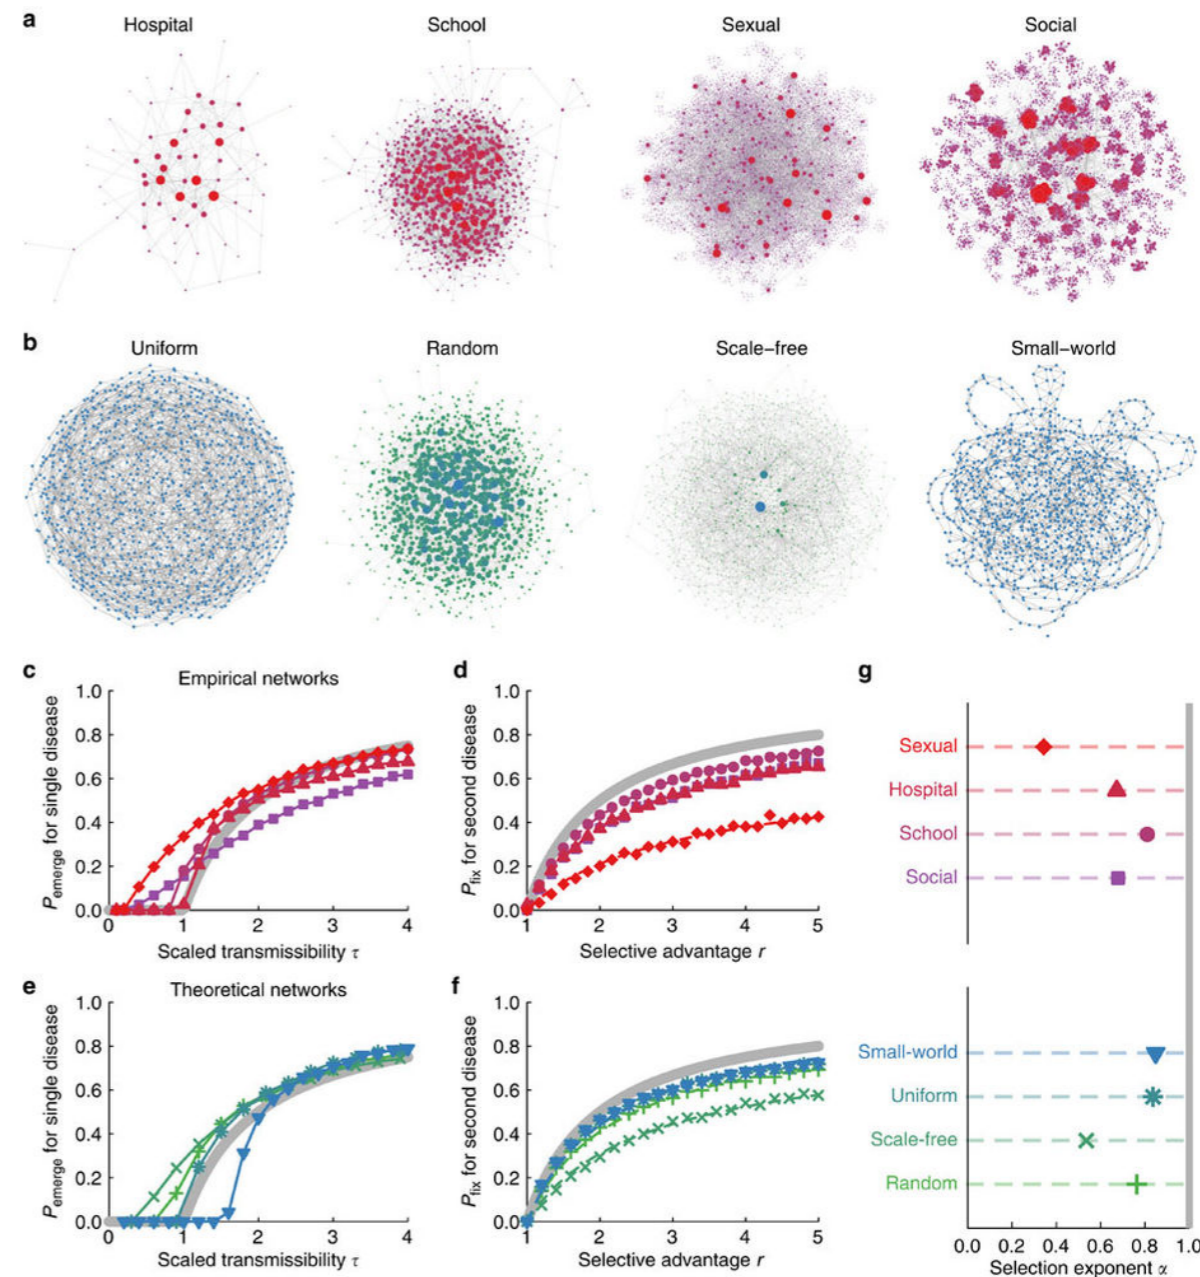 a
Hospital
School
Sexual
Social
b
Uniform
Random
Scale–free
Small–world
c
Empirical networks
P emerge for single disease
1.0
0.8
0.6
0.4
0.2
0.0
0 1 2 3 4
Scaled transmissibility τ
d
P fix for second disease
1.0
0.8
0.6
0.4
0.2
0.0
1 2 3 4 5
Selective advantage r
e
Theoretical networks
P emerge for single disease
1.0
0.8
0.6
0.4
0.2
0.0
0 1 2 3 4
Scaled transmissibility τ
f
P fix for second disease
1.0
0.8
0.6
0.4
0.2
0.0
1 2 3 4 5
Selective advantage r
g
Sexual
Hospital
School
Social
Small-world
Uniform
Scale-free
Random
0.0 0.2 0.4 0.6 0.8 1.0
Selection exponent α